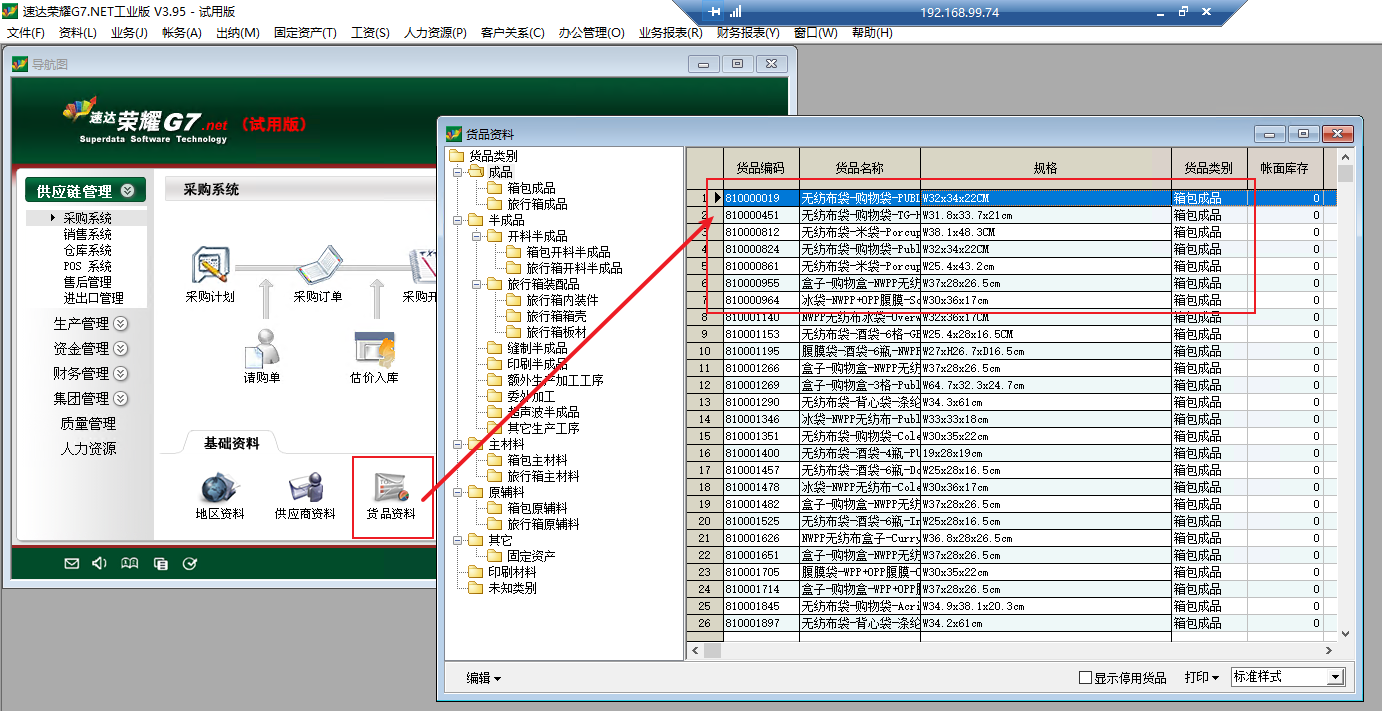 速达荣耀G7.NET工业版 V3.95 - 试用版
192.168.99.74
文件(F) 资料(L) 业务(J) 帐务(A) 出纳(M) 固定资产(T) 工资(S) 人力资源(P) 客户关系(C) 办公管理(O) 业务报表(R) 财务报表(Y) 窗口(W) 帮助(H)
导航图
速达荣耀G7.net (试用版)
Superdata Software Technology
供应链管理
采购系统
销售系统
仓库系统
POS 系统
售后管理
进出口管理
生产管理
资金管理
财务管理
集团管理
质量管理
人力资源
采购系统
采购计划
采购订单
采购开
请购单
估价入库
基础资料
地区资料
供应商资料
货品资料
货品资料
货品类别
成品
箱包成品
旅行箱成品
半成品
开料半成品
箱包开料半成品
旅行箱开料半成品
旅行箱装配品
旅行箱内装件
旅行箱箱壳
旅行箱板材
缝制半成品
印刷半成品
额外生产加工工序
委外加工
超声波半成品
其它生产工序
主材料
箱包主材料
旅行箱主材料
原辅料
箱包原辅料
旅行箱原辅料
其它
固定资产
印刷材料
未知类别
货品编码 货品名称 规格 货品类别 帐面库存
1 810000019 无纺布袋-购物袋-PUBL W32x34x22CM 箱包成品 0
2 810000451 无纺布袋-购物袋-TG-H W31.8x33.7x21cm 箱包成品 0
3 810000812 无纺布袋-米袋-Porcup W38.1x48.3CM 箱包成品 0
4 810000824 无纺布袋-购物袋-Publ W32x34x22CM 箱包成品 0
5 810000861 无纺布袋-米袋-Porcup W25.4x43.2cm 箱包成品 0
6 810000955 盒子-购物盒-NWPP无纺 W37x28x26.5cm 箱包成品 0
7 810000964 冰袋-NWPP+OPP腹膜-Sc W30x36x17cm 箱包成品 0
8 810001140 NWPP无纺布冰袋-Overw W32x36x17CM 箱包成品 0
9 810001153 无纺布袋-酒袋-6格-GE W25.4x28x16.5CM 箱包成品 0
10 810001195 腹膜袋-酒袋-6瓶-NWPP W27xH26.7xD16.5cm 箱包成品 0
11 810001266 盒子-购物盒-NWPP无纺 W37x28x26.5cm 箱包成品 0
12 810001269 盒子-购物盒-3格-Publ W64.7x32.3x24.7cm 箱包成品 0
13 810001290 无纺布袋-背心袋-涤纶 W34.3x61cm 箱包成品 0
14 810001346 冰袋-NWPP无纺布-Publ W33x33x18cm 箱包成品 0
15 810001351 无纺布袋-购物袋-Cole W30x35x22cm 箱包成品 0
16 810001400 无纺布袋-酒袋-4瓶-PU 19x28x19cm 箱包成品 0
17 810001457 无纺布袋-酒袋-6瓶-Do W25x28x16.5cm 箱包成品 0
18 810001478 冰袋-NWPP无纺布-Cole W30x36x17cm 箱包成品 0
19 810001482 盒子-购物盒-NWPP无纺 W37x28x26.5cm 箱包成品 0
20 810001525 无纺布袋-酒袋-6瓶-In W25x28x16.5cm 箱包成品 0
21 810001626 NWPP无纺布盒子-Curry W36.8x28x26.5cm 箱包成品 0
22 810001651 盒子-购物盒-NWPP无纺 W37x28x26.5cm 箱包成品 0
23 810001705 腹膜袋-WPP+OPP腹膜-C W30x35x22cm 箱包成品 0
24 810001714 盒子-购物盒-WPP+OPP腹 W37x28x26.5cm 箱包成品 0
25 810001845 无纺布袋-购物袋-Acri W34.9x38.1x20.3cm 箱包成品 0
26 810001897 无纺布袋-背心袋-涤纶 W34.2x61cm 箱包成品 0
编辑 显示停用货品 打印 标准样式